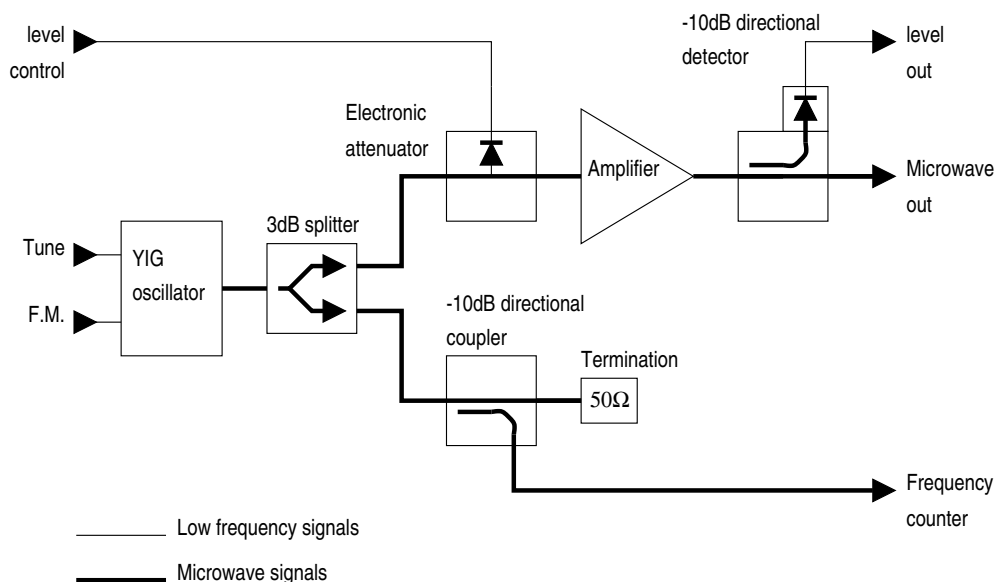 level
control
-10dB directional
detector
level
out
Electronic
attenuator
Amplifier
Microwave
out
3dB splitter
Tune
YIG
oscillator
F.M.
-10dB directional
coupler
Termination
50Ω
Frequency
counter
Low frequency signals
Microwave signals